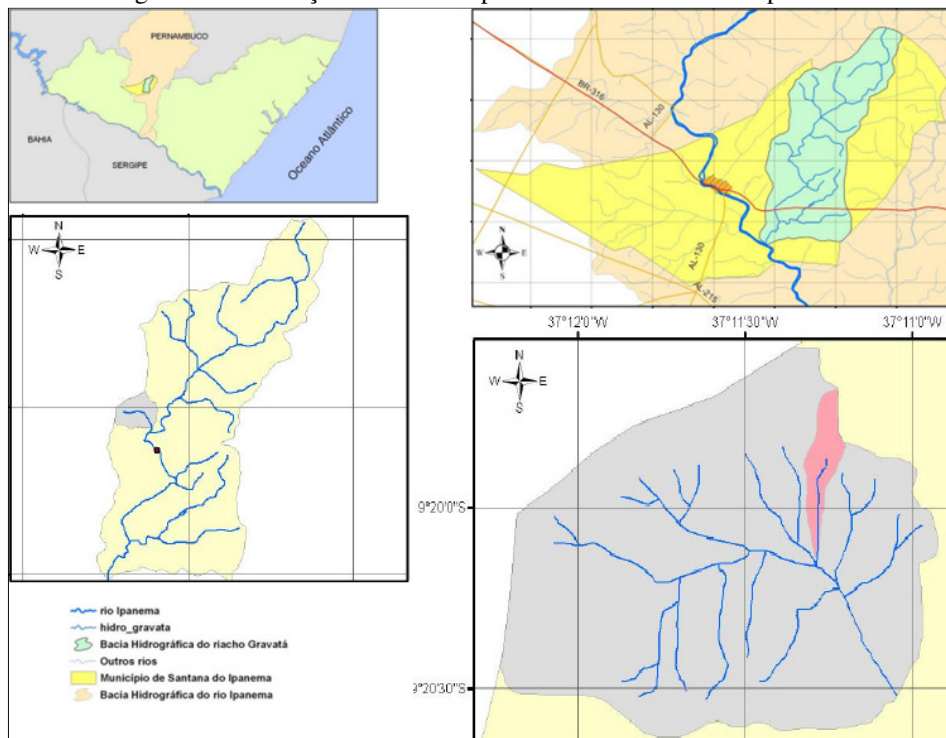 PERNAMBUCO
BAHIA
SERGIPE
Oceano Atlântico
BR-316
AL-130
AL-130
AL-215
N
W E
S
N
W E
S
37°12'0"W 37°11'30"W 37°11'0"W
N
W E
S
9°20'0"S
9°20'30"S
rio Ipanema
hidro_gravata
Bacia Hidrográfica do riacho Gravatá
Outros rios
Município de Santana do Ipanema
Bacia Hidrográfica do rio Ipanema